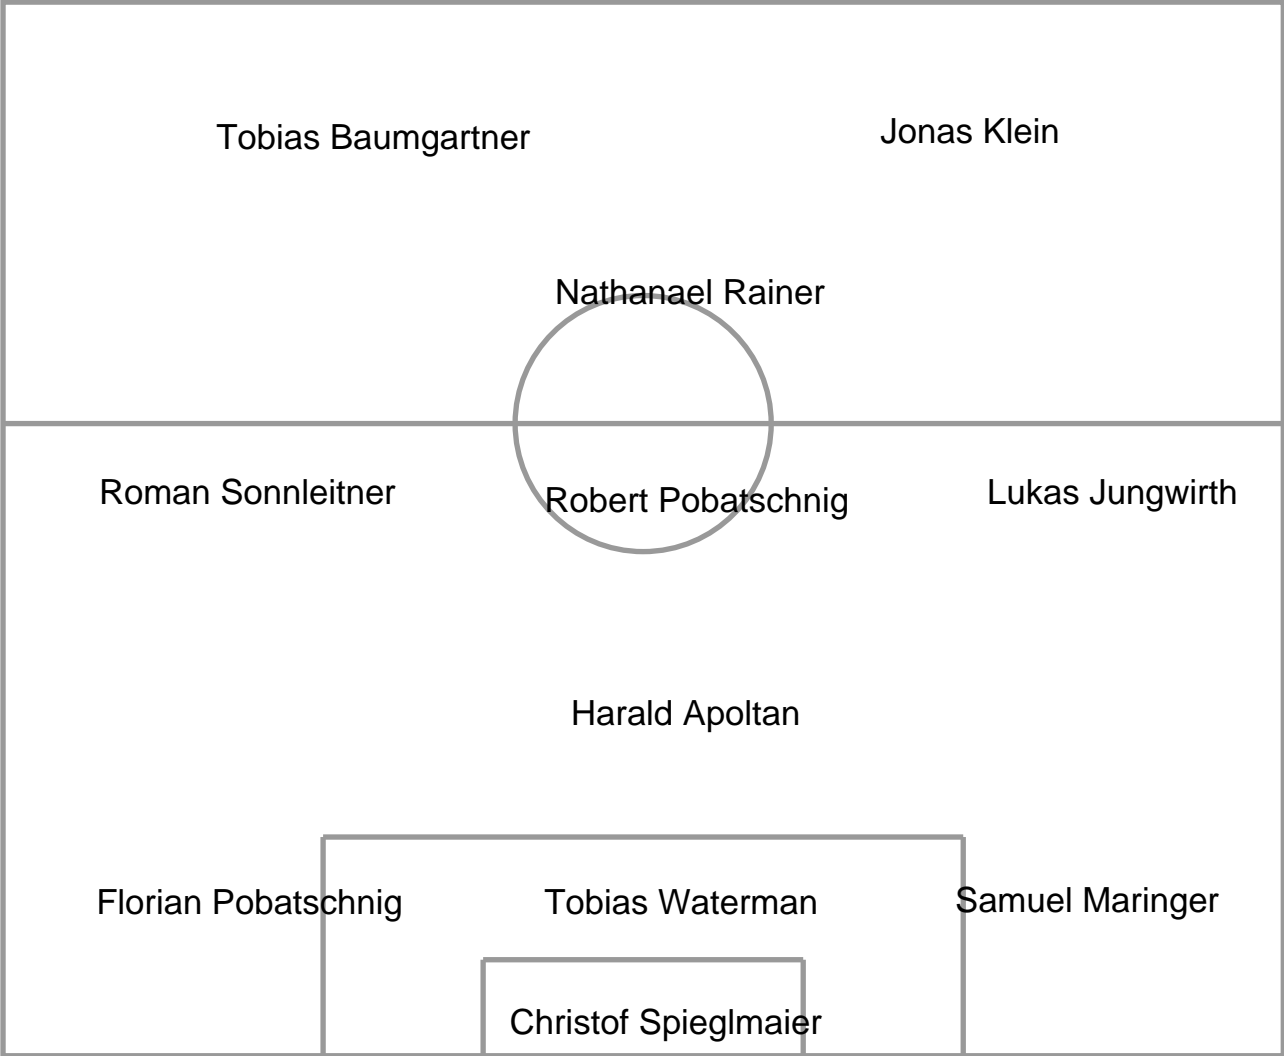 Tobias Baumgartner
Jonas Klein
Nathanael Rainer
Roman Sonnleitner
Robert Pobatschnig
Lukas Jungwirth
Harald Apoltan
Florian Pobatschnig
Tobias Waterman
Samuel Maringer
Christof Spieglmaier